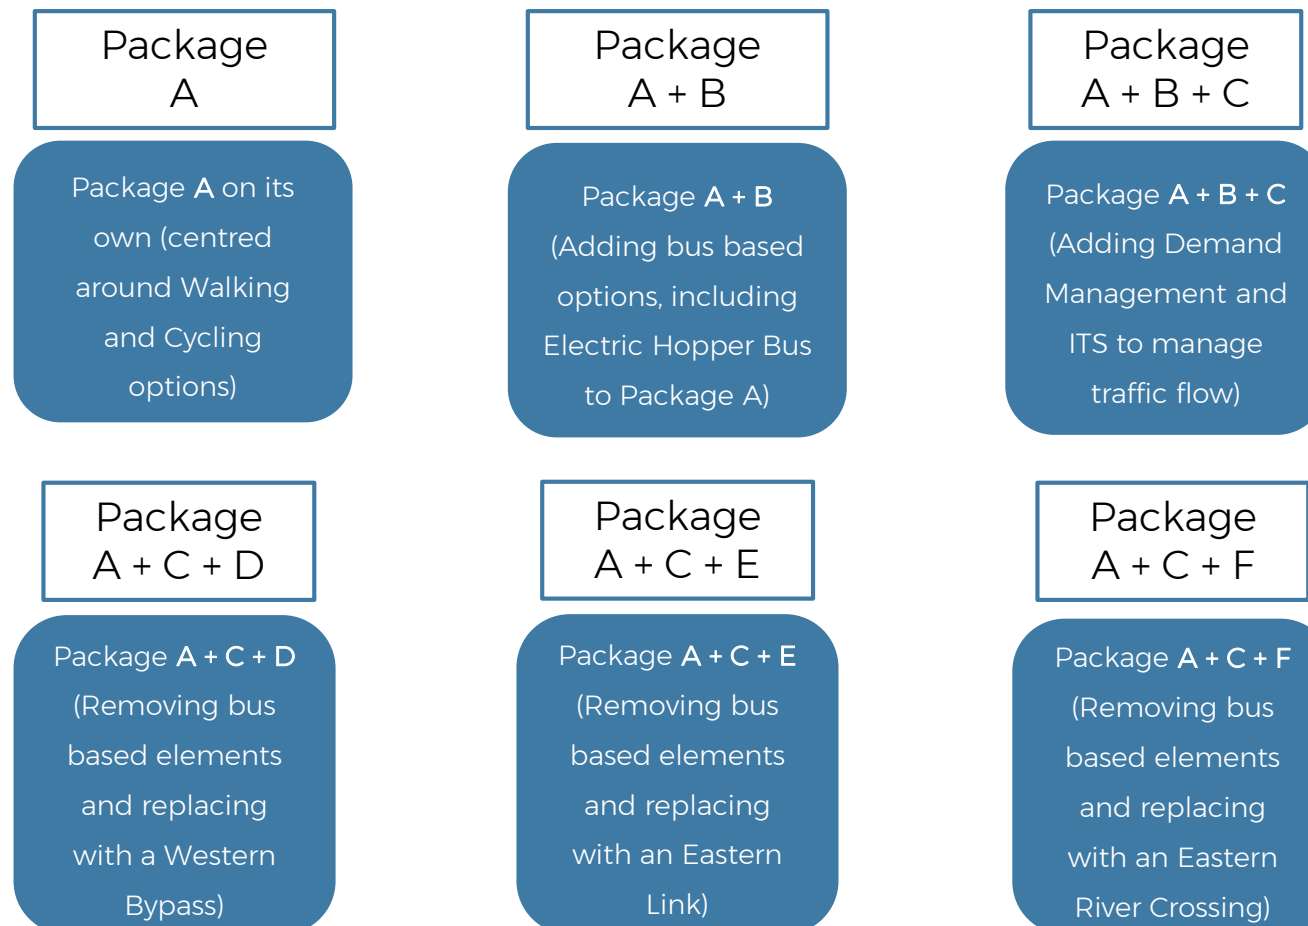 Package
A
Package
A + B
Package
A + B + C
Package A on its
own (centred
around Walking
and Cycling
options)
Package A + B
(Adding bus based
options, including
Electric Hopper Bus
to Package A)
Package A + B + C
(Adding Demand
Management and
ITS to manage
traffic flow)
Package
A + C + D
Package
A + C + E
Package
A + C + F
Package A + C + D
(Removing bus
based elements
and replacing
with a Western
Bypass)
Package A + C + E
(Removing bus
based elements
and replacing
with an Eastern
Link)
Package A + C + F
(Removing bus
based elements
and replacing
with an Eastern
River Crossing)